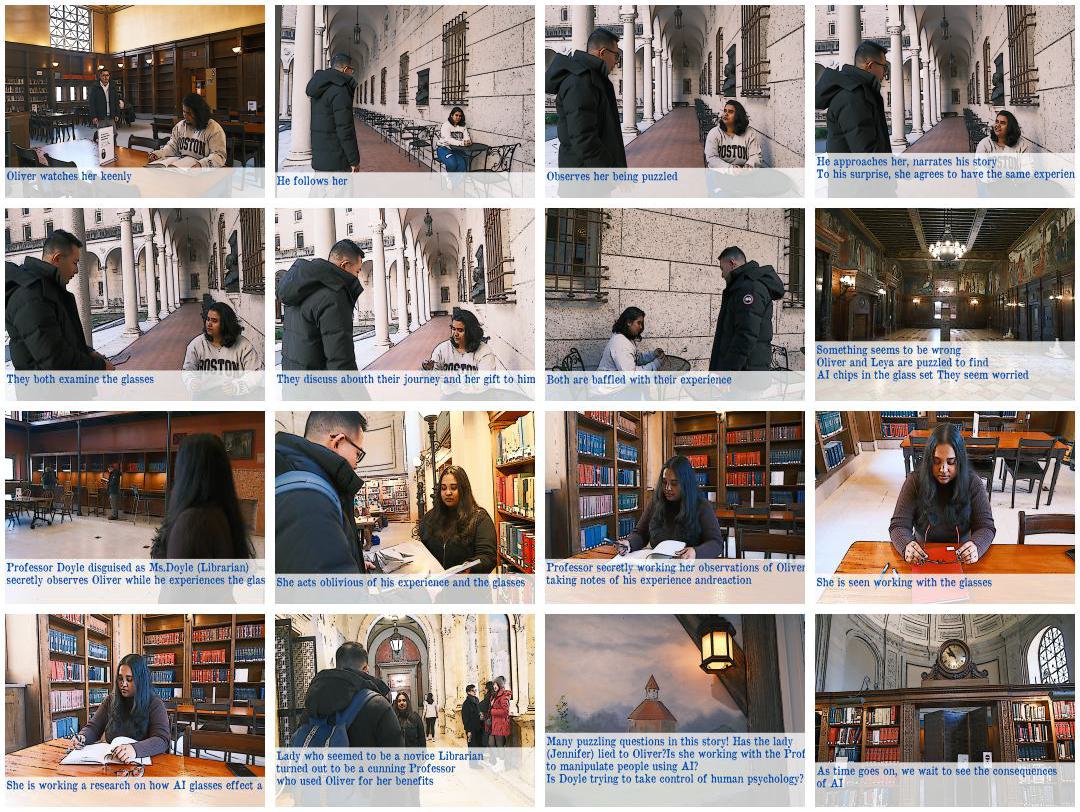 Oliver watches her keenly
He follows her
BOSTON
Observes her being puzzled
He approaches her, narrates his story
To his surprise, she agrees to have the same experien
They both examine the glasses
They discuss abouth their journey and her gift to him
Both are baffled with their experience
Something seems to be wrong
Oliver and Leya are puzzled to find
AI chips in the glass set They seem worried
Professor Doyle disguised as Ms.Doyle (Librarian)
secretly observes Oliver while he experiences the glas
She acts oblivious of his experience and the glasses
Professor secretly working her observations of Oliver
taking notes of his experience andreaction
She is seen working with the glasses
She is working a research on how AI glasses effect a
Lady who seemed to be a novice Librarian
turned out to be a cunning Professor
who used Oliver for her benefits
Many puzzling questions in this story! Has the lady
(Jennifer) lied to Oliver?Is she working with the Prof
to manipulate people using AI?
Is Doyle trying to take control of human psychology?
As time goes on, we wait to see the consequences
of AI